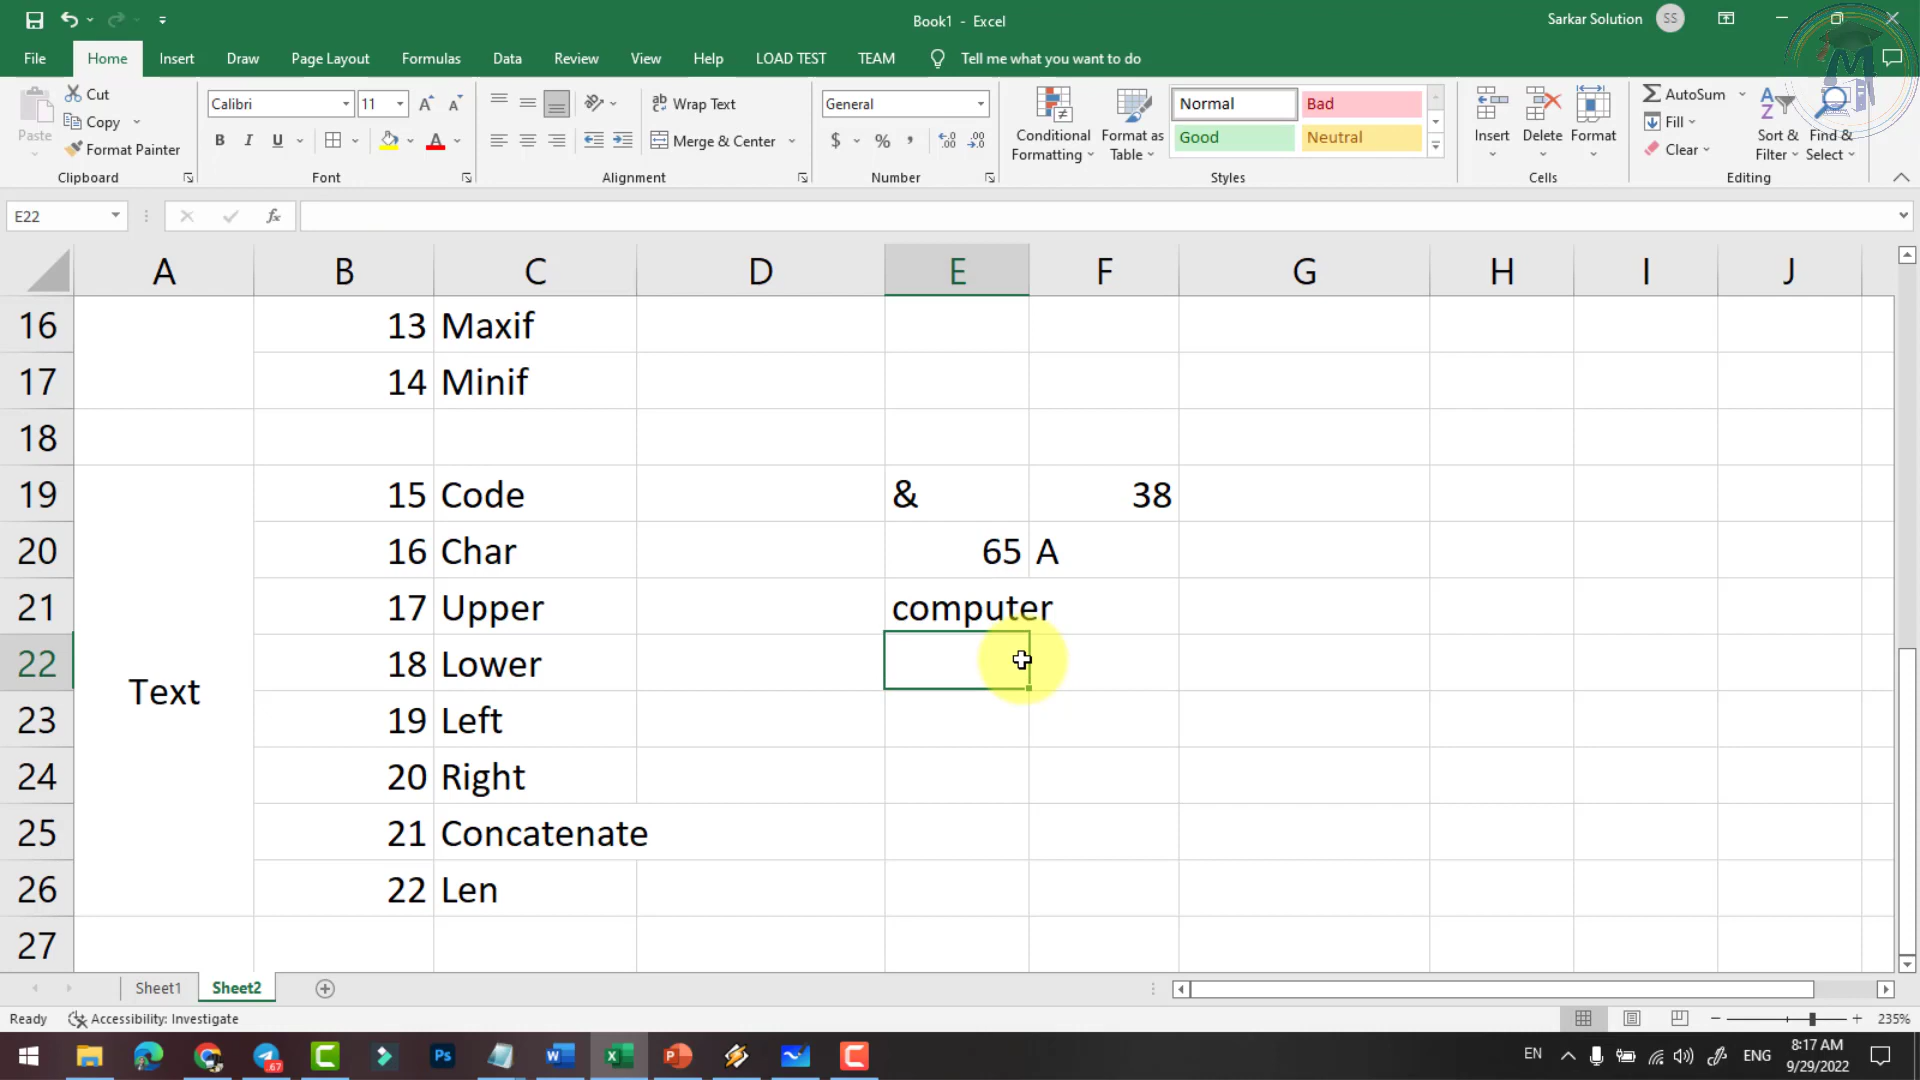 Book1 - Excel
Sarkar Solution
SS
File
Home
Insert
Draw
Page Layout
Formulas
Data
Review
View
Help
LOAD TEST
TEAM
Tell me what you want to do
Paste
Cut
Copy
Format Painter
Clipboard
Calibri
11
B I U
Font
Wrap Text
Merge & Center
Alignment
General
$ % ,
Number
Conditional
Formatting
Format as
Table
Normal
Bad
Good
Neutral
Styles
Insert
Delete
Format
Cells
AutoSum
Fill
Clear
Sort &
Filter
Find &
Select
Editing
E22
fx
A B C D E F G H I J
16 13 Maxif
17 14 Minif
18
19 15 Code & 38
20 16 Char 65 A
21 17 Upper computer
22 18 Lower
Text
23 19 Left
24 20 Right
25 21 Concatenate
26 22 Len
27
Sheet1
Sheet2
Ready
Accessibility: Investigate
235%
EN
ENG
8:17 AM
9/29/2022